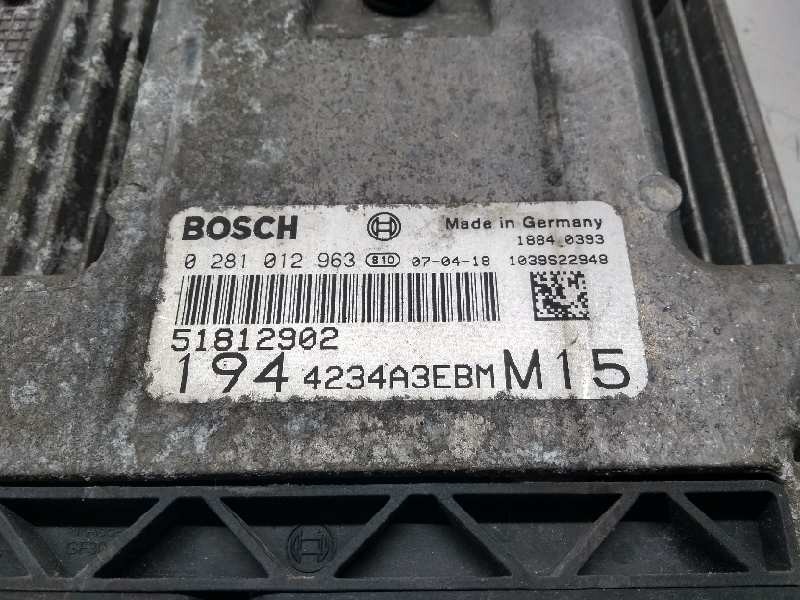 BOSCH Made in Germany
1884 0393
0 281 012 963 810 07-04-18 1039S22948
51812902
194 4234A3EBM M15